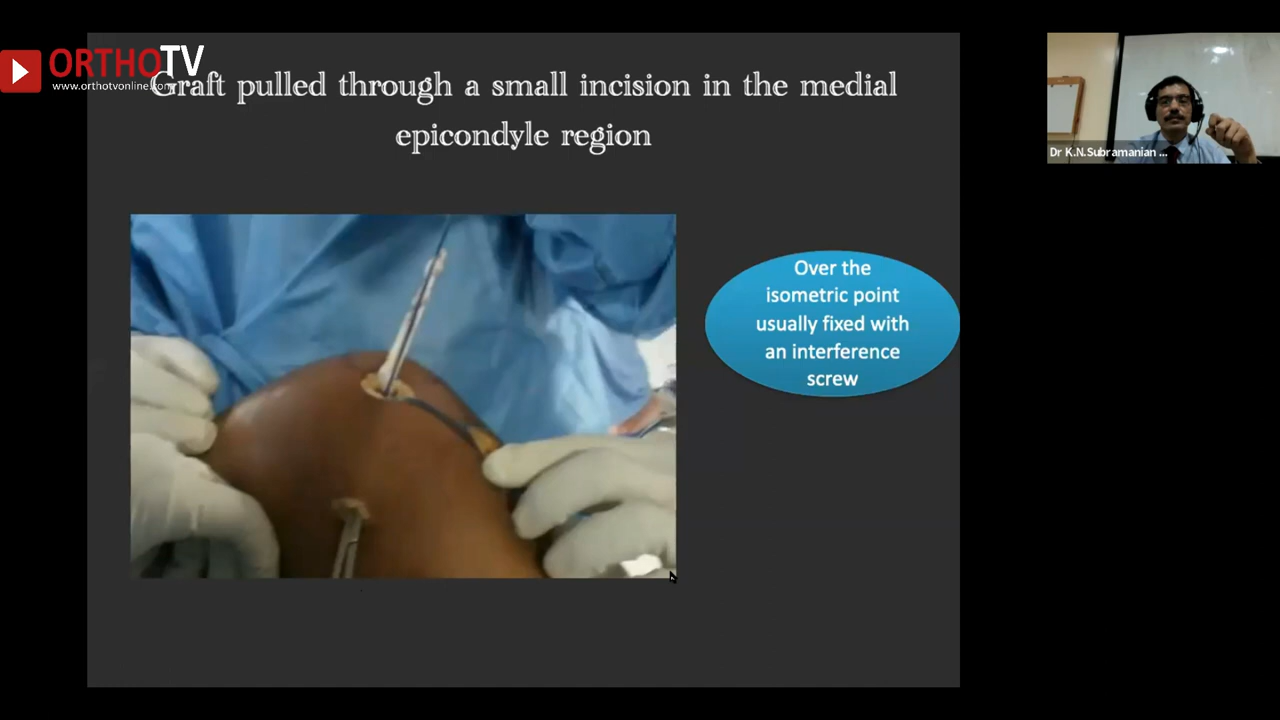 ORTHOTV
www.orthotvonline.com
Graft pulled through a small incision in the medial
epicondyle region
Over the
isometric point
usually fixed with
an interference
screw
Dr K.N.Subramanian ...